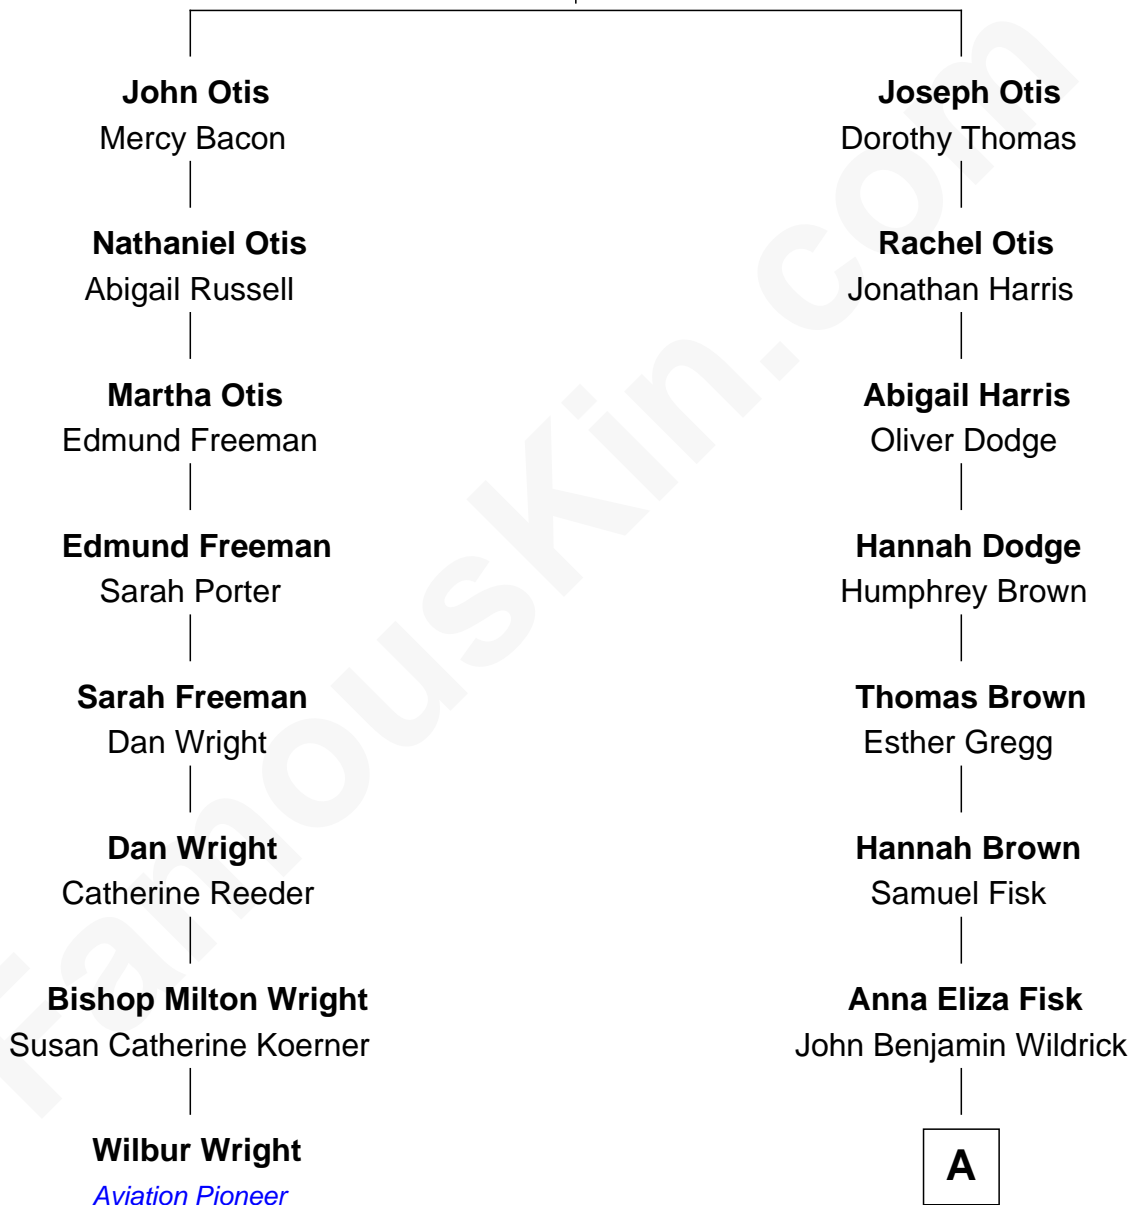 John Otis
Mercy Bacon
Nathaniel Otis
Abigail Russell
Martha Otis
Edmund Freeman
Edmund Freeman
Sarah Porter
Sarah Freeman
Dan Wright
Dan Wright
Catherine Reeder
Bishop Milton Wright
Susan Catherine Koerner
Wilbur Wright
Aviation Pioneer
Joseph Otis
Dorothy Thomas
Rachel Otis
Jonathan Harris
Abigail Harris
Oliver Dodge
Hannah Dodge
Humphrey Brown
Thomas Brown
Esther Gregg
Hannah Brown
Samuel Fisk
Anna Eliza Fisk
John Benjamin Wildrick
A
FamousKin.com